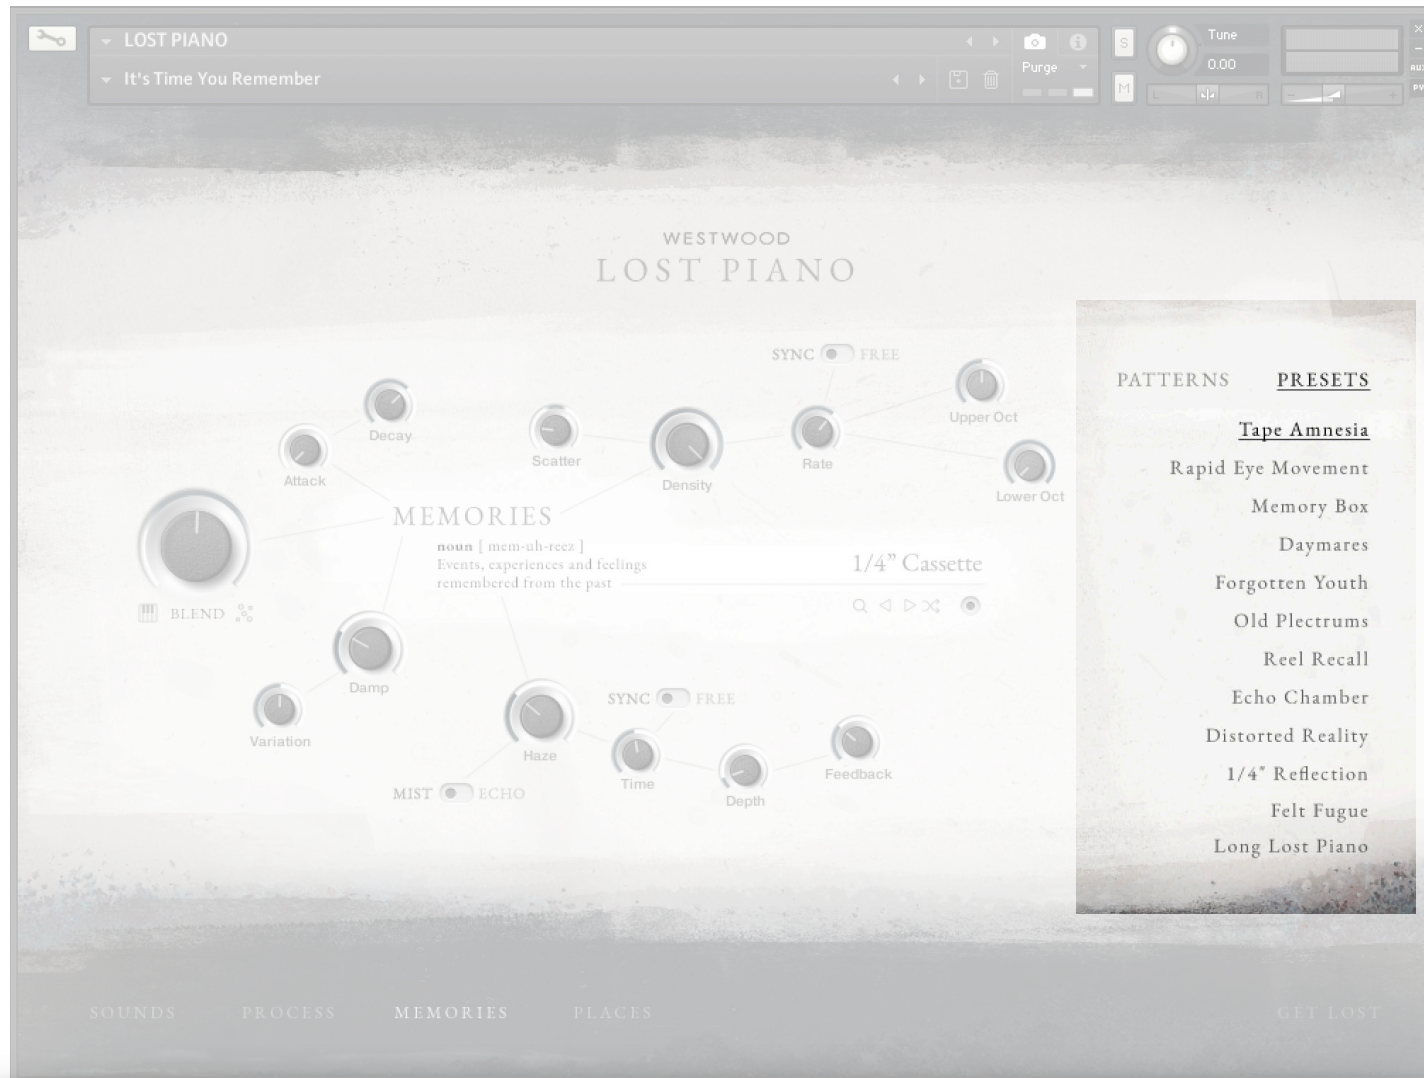 LOST PIANO
It's Time You Remember
Purge
S
M
Tune
0.00
L
R
AUX
PV
WESTWOOD
LOST PIANO
SYNC FREE
Decay
Attack
Scatter
Density
Rate
Upper Oct
Lower Oct
MEMORIES
noun [ mem-uh-reez ]
Events, experiences and feelings
remembered from the past
1/4” Cassette
BLEND
Damp
Variation
Haze
SYNC FREE
Time
Depth
Feedback
MIST ECHO
PATTERNS PRESETS
Tape Amnesia
Rapid Eye Movement
Memory Box
Daymares
Forgotten Youth
Old Plectrums
Reel Recall
Echo Chamber
Distorted Reality
1/4" Reflection
Felt Fugue
Long Lost Piano
SOUNDS PROCESS MEMORIES PLACES GET LOST